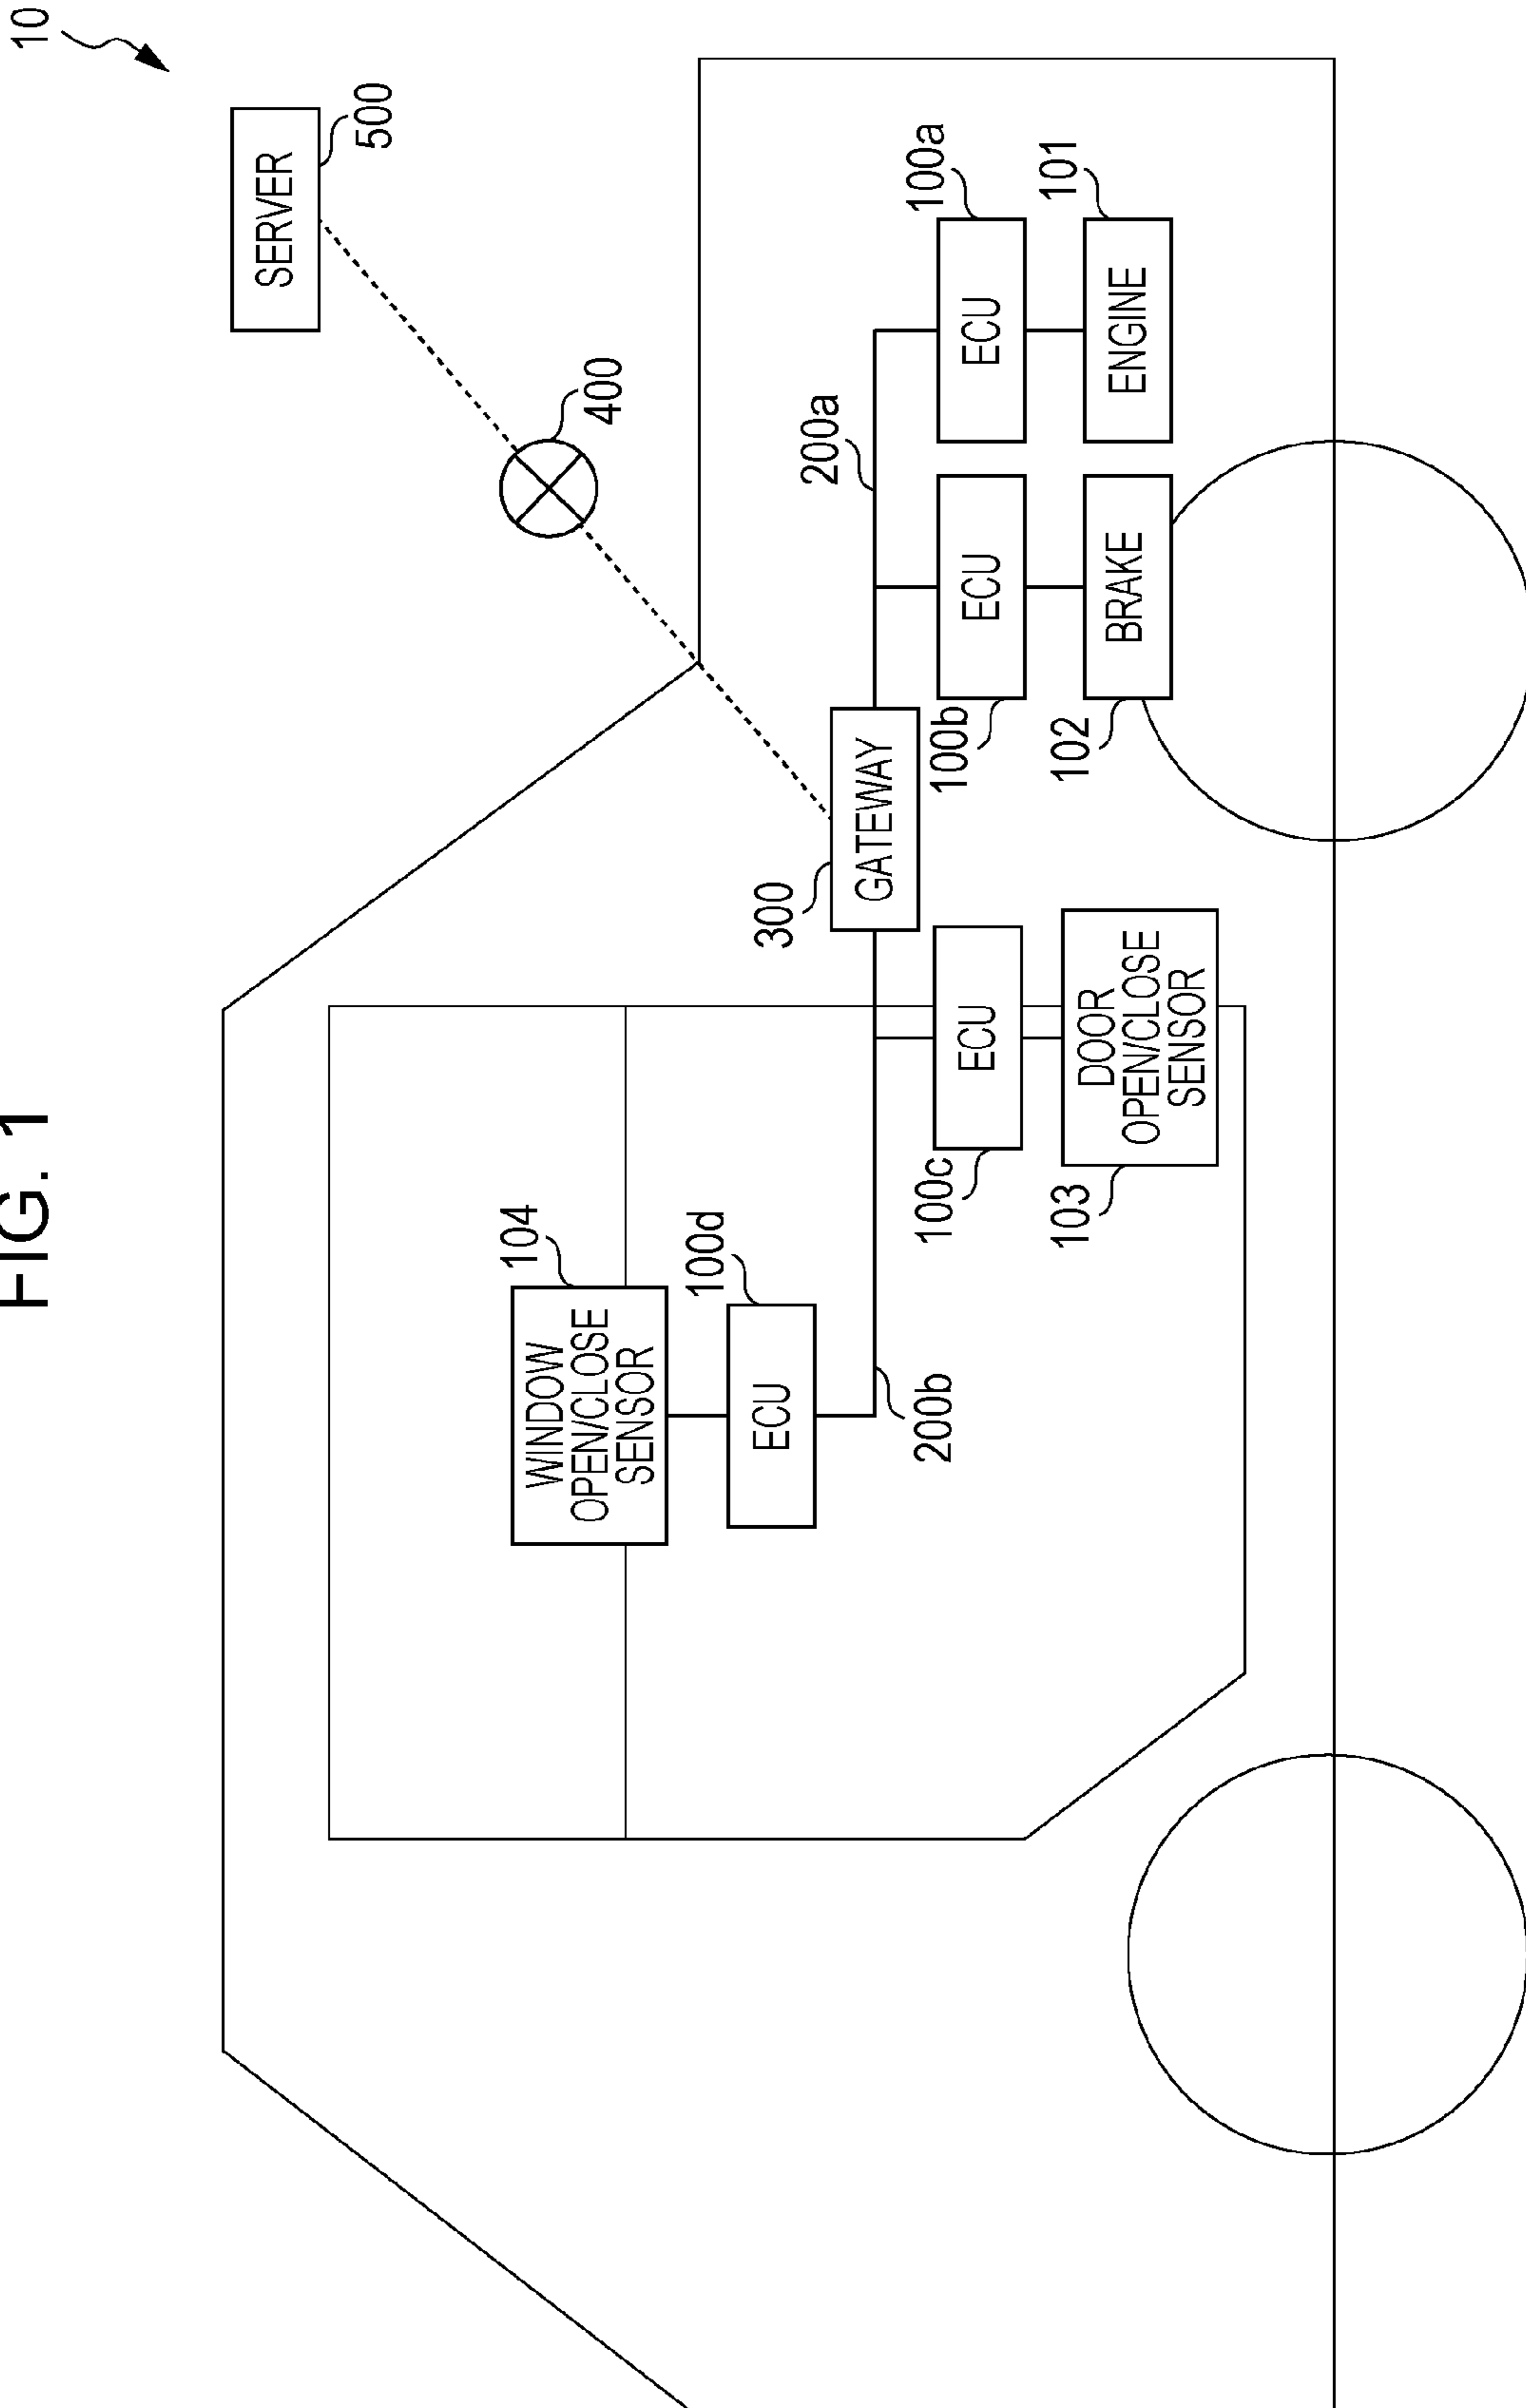 FIG. 1
10
SERVER
500
400
104
WINDOW
OPEN/CLOSE
SENSOR
100d
ECU
200b
300
GATEWAY
200a
100a
ECU
101
ENGINE
100b
ECU
102
BRAKE
100c
ECU
103
DOOR
OPEN/CLOSE
SENSOR